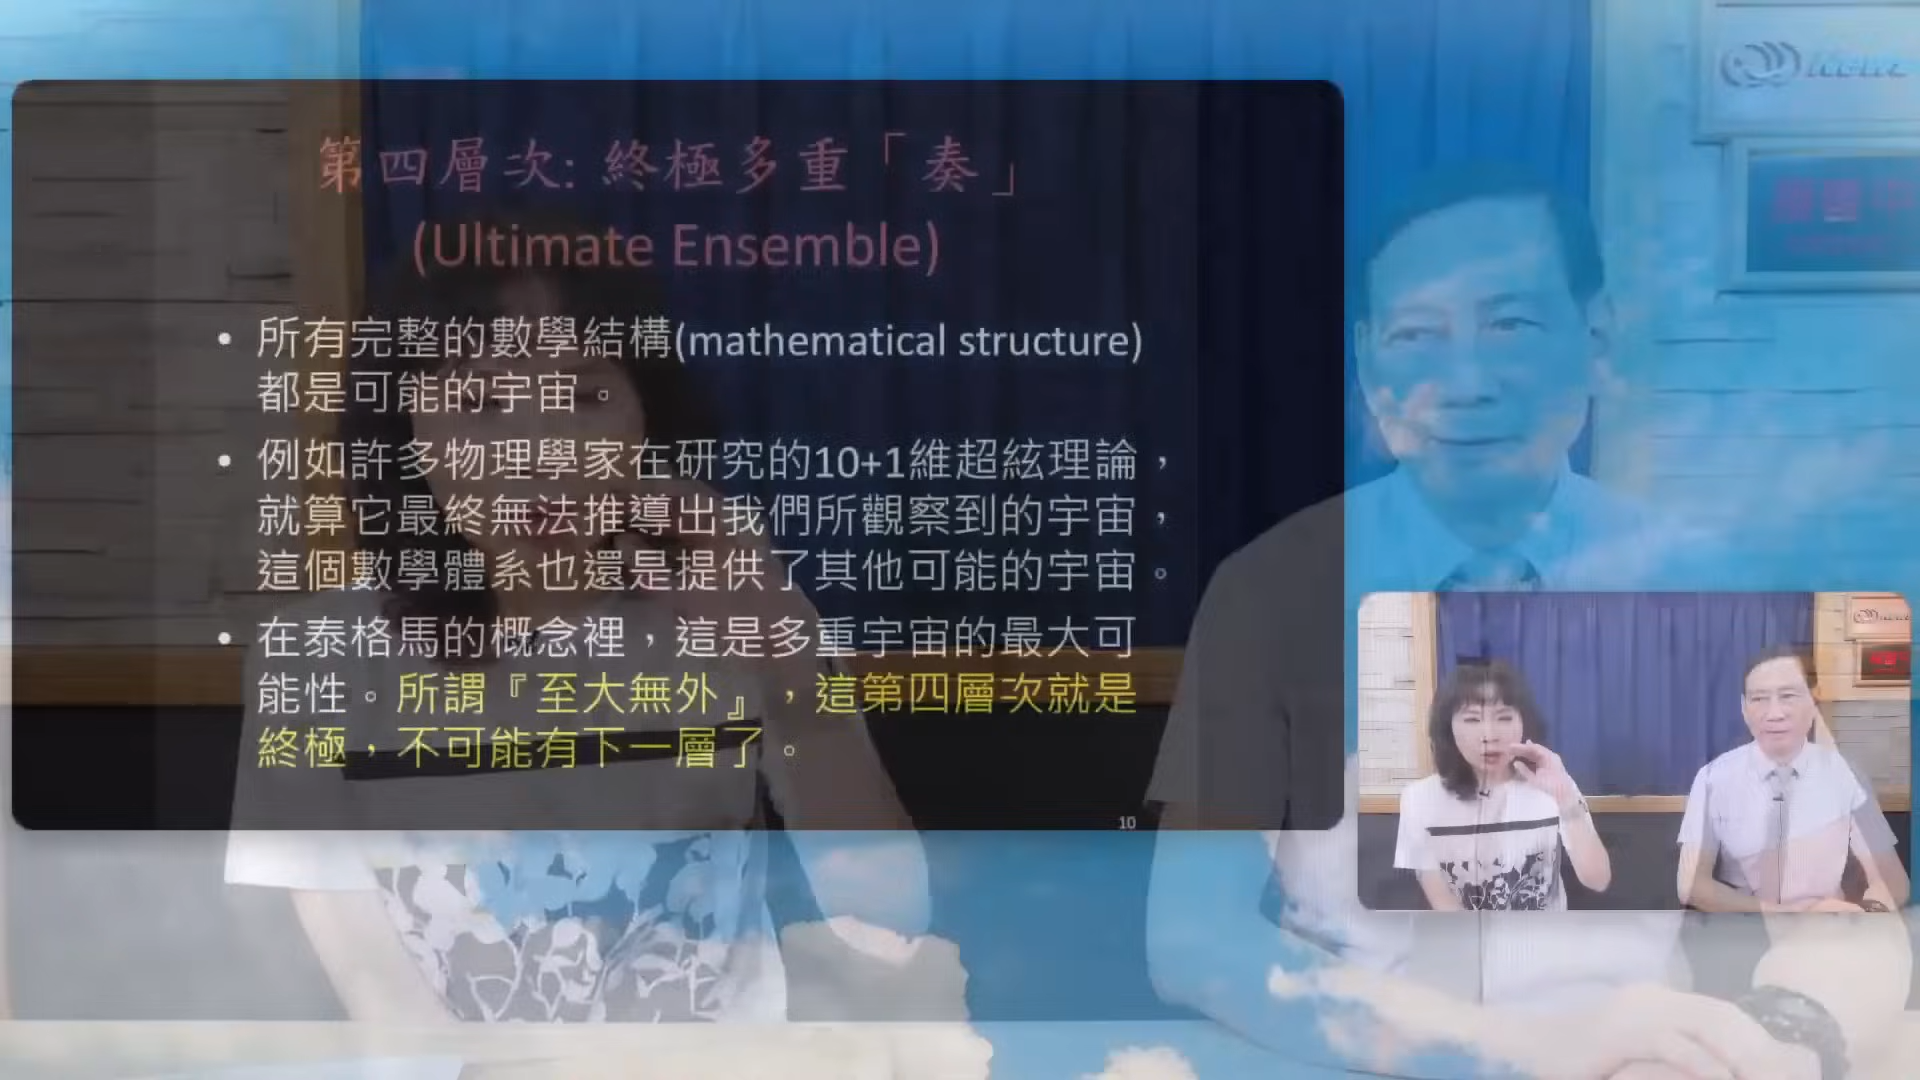 第四層次: 終極多重「奏」
(Ultimate Ensemble)
• 所有完整的數學結構(mathematical structure)
都是可能的宇宙。
• 例如許多物理學家在研究的10+1維超絃理論，
就算它最終無法推導出我們所觀察到的宇宙，
這個數學體系也還是提供了其他可能的宇宙。
• 在泰格馬的概念裡，這是多重宇宙的最大可
能性。所謂『至大無外』，這第四層次就是
終極，不可能有下一層了。
10
News